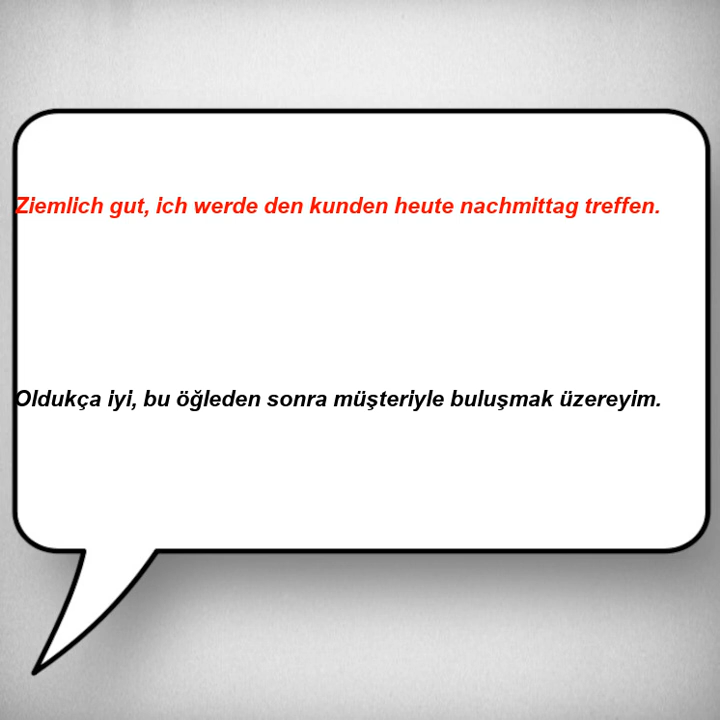 Ziemlich gut, ich werde den kunden heute nachmittag treffen.
Oldukça iyi, bu öğleden sonra müşteriyle buluşmak üzereyim.